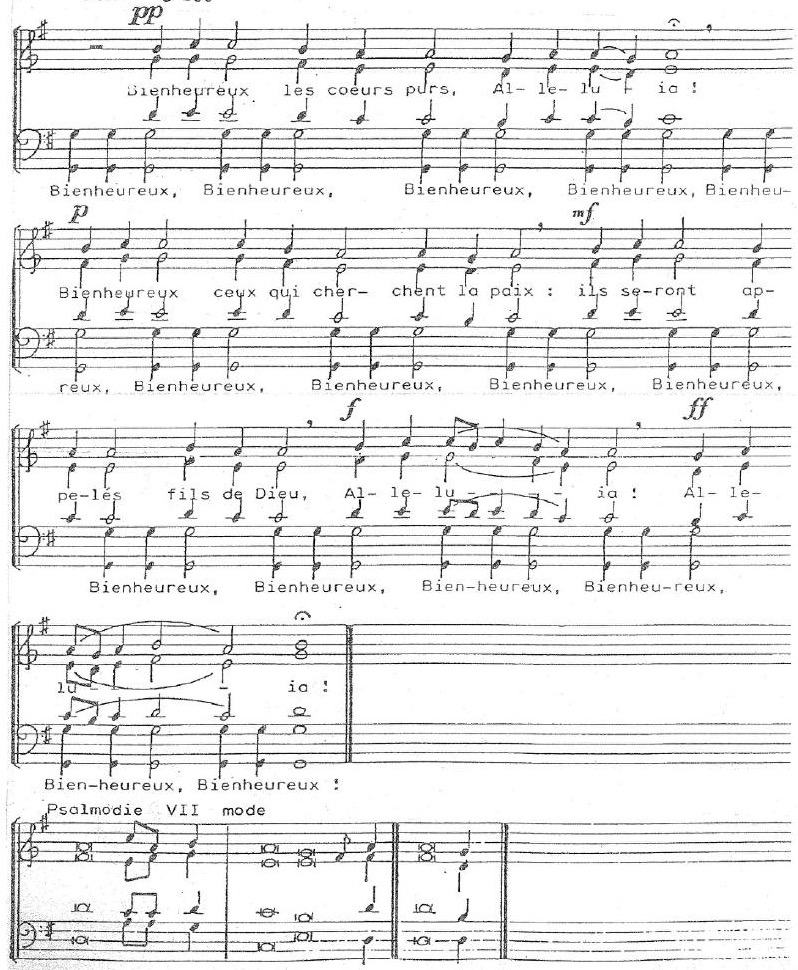 pp
Bienheureux les coeurs purs, Al- le- lu - ia !
Bienheureux, Bienheureux, Bienheureux, Bienheureux, Bienheu-
p mf
Bienheureux ceux qui cher- chent la paix : ils se-ront ap-
reux, Bienheureux, Bienheureux, Bienheureux, Bienheureux,
f ff
pe-lés fils de Dieu, Al- le- lu - - - - ia ! Al- le-
Bienheureux, Bienheureux, Bien-heureux, Bienheu-reux,
lu - - - ia !
Bien-heureux, Bienheureux !
Psalmodie VII mode